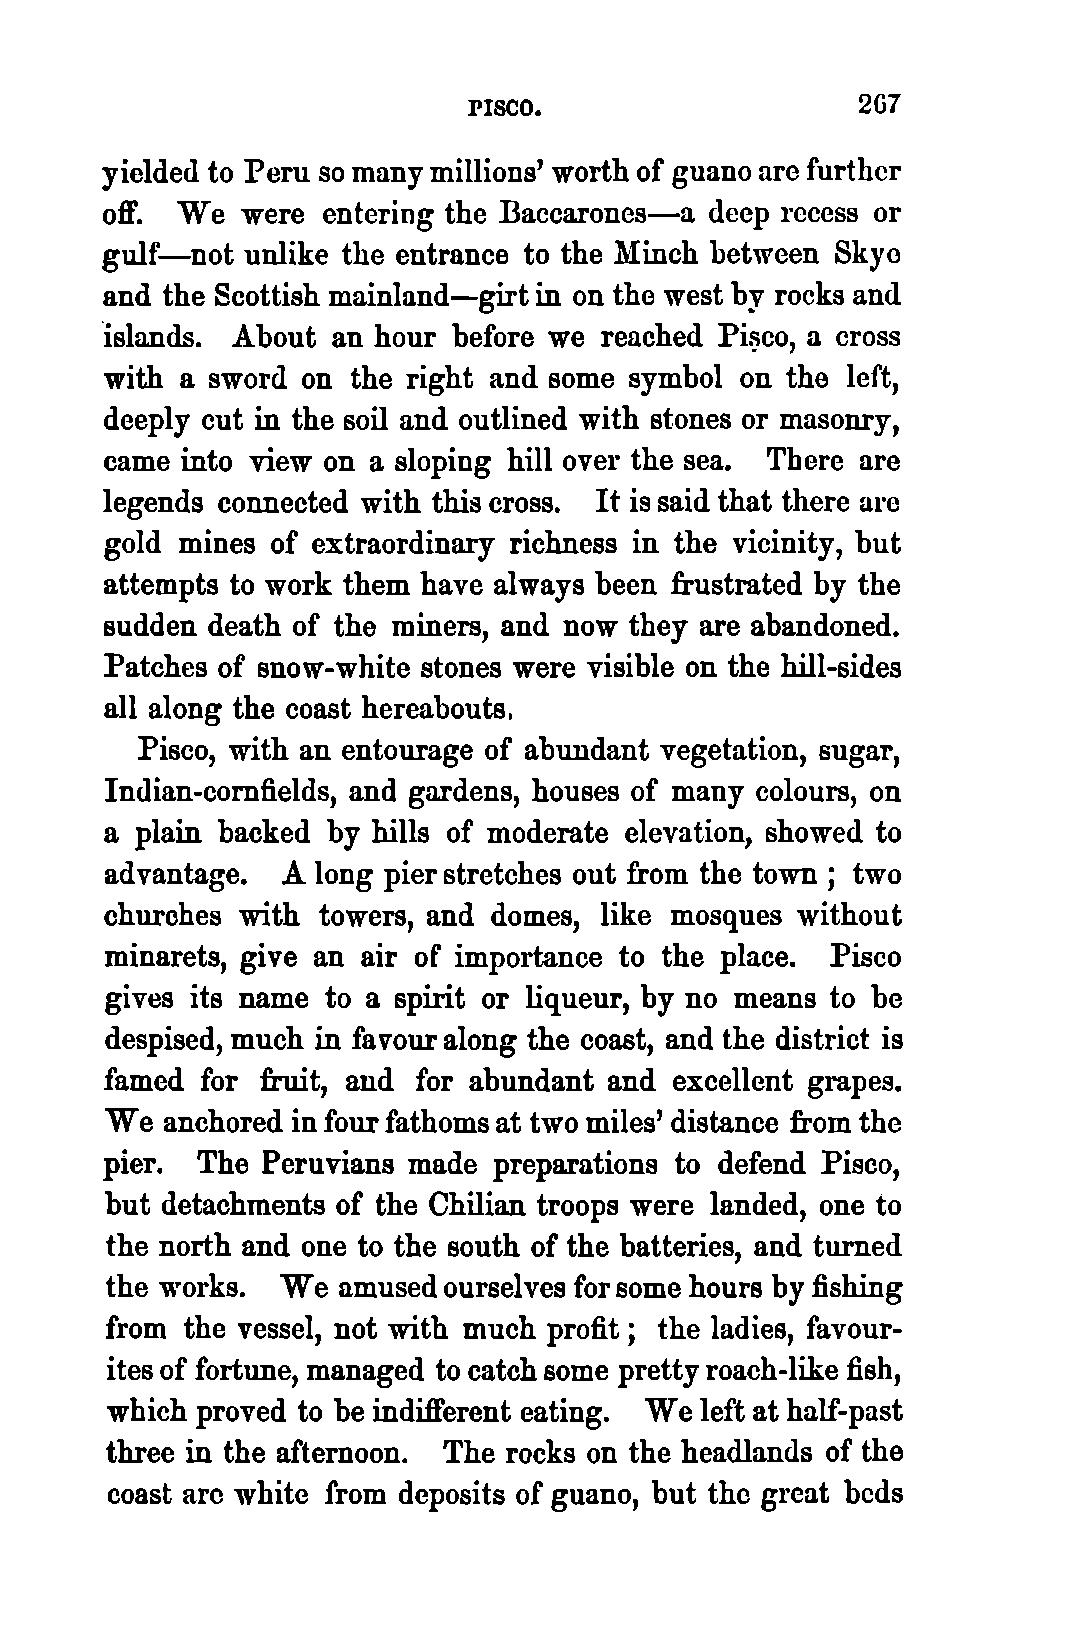 PISCO. 267
yielded to Peru so many millions' worth of guano are further
off. We were entering the Baccarones—a deep recess or
gulf—not unlike the entrance to the Minch between Skye
and the Scottish mainland—girt in on the west by rocks and
islands. About an hour before we reached Pisco, a cross
with a sword on the right and some symbol on the left,
deeply cut in the soil and outlined with stones or masonry,
came into view on a sloping hill over the sea. There are
legends connected with this cross. It is said that there are
gold mines of extraordinary richness in the vicinity, but
attempts to work them have always been frustrated by the
sudden death of the miners, and now they are abandoned.
Patches of snow-white stones were visible on the hill-sides
all along the coast hereabouts.
Pisco, with an entourage of abundant vegetation, sugar,
Indian-cornfields, and gardens, houses of many colours, on
a plain backed by hills of moderate elevation, showed to
advantage. A long pier stretches out from the town ; two
churches with towers, and domes, like mosques without
minarets, give an air of importance to the place. Pisco
gives its name to a spirit or liqueur, by no means to be
despised, much in favour along the coast, and the district is
famed for fruit, and for abundant and excellent grapes.
We anchored in four fathoms at two miles' distance from the
pier. The Peruvians made preparations to defend Pisco,
but detachments of the Chilian troops were landed, one to
the north and one to the south of the batteries, and turned
the works. We amused ourselves for some hours by fishing
from the vessel, not with much profit ; the ladies, favour-
ites of fortune, managed to catch some pretty roach-like fish,
which proved to be indifferent eating. We left at half-past
three in the afternoon. The rocks on the headlands of the
coast are white from deposits of guano, but the great beds